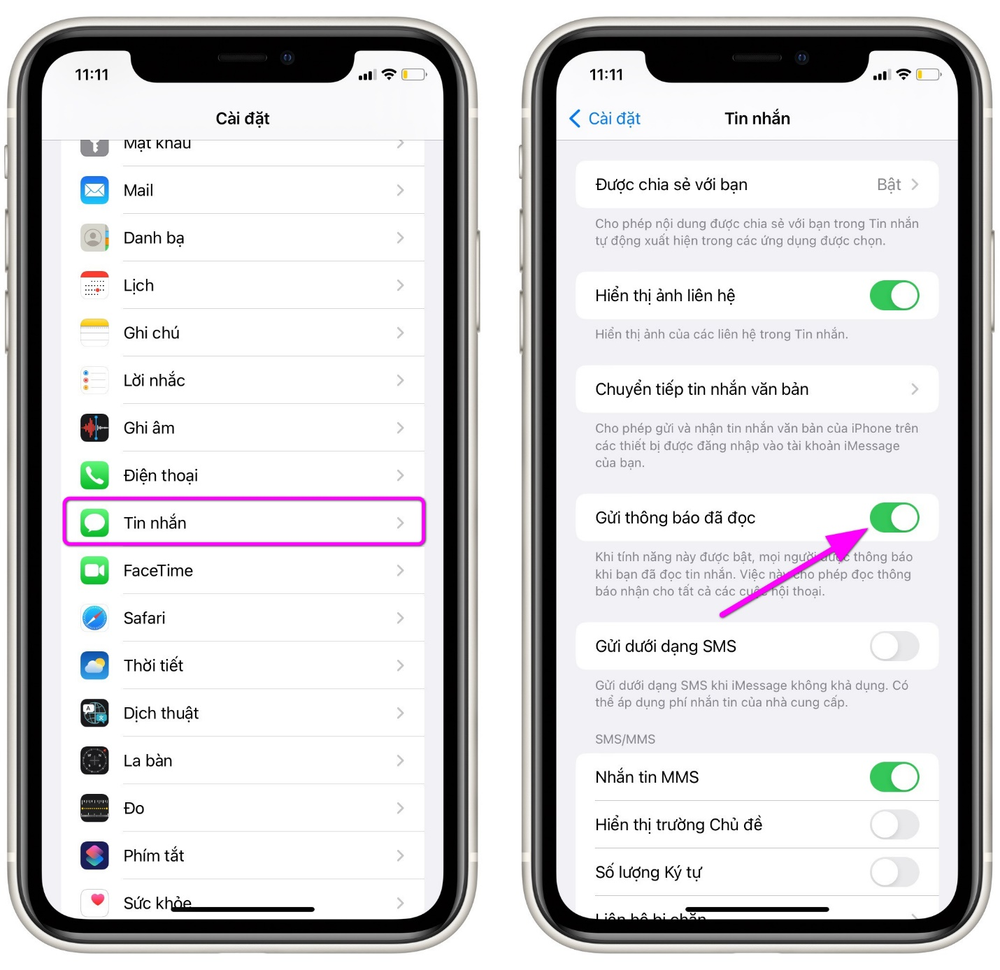 11:11
Cài đặt
Mật khẩu
Mail
Danh bạ
Lịch
Ghi chú
Lời nhắc
Ghi âm
Điện thoại
Tin nhắn
FaceTime
Safari
Thời tiết
Dịch thuật
La bàn
Đo
Phím tắt
Sức khỏe
11:11
Cài đặt
Tin nhắn
Được chia sẻ với bạn
Bật
Cho phép nội dung được chia sẻ với bạn trong Tin nhắn
tự động xuất hiện trong các ứng dụng được chọn.
Hiển thị ảnh liên hệ
Hiển thị ảnh của các liên hệ trong Tin nhắn.
Chuyển tiếp tin nhắn văn bản
Cho phép gửi và nhận tin nhắn văn bản của iPhone trên
các thiết bị được đăng nhập vào tài khoản iMessage
của bạn.
Gửi thông báo đã đọc
Khi tính năng này được bật, mọi người được thông báo
khi bạn đã đọc tin nhắn. Việc này cho phép đọc thông
báo nhận cho tất cả các cuộc hội thoại.
Gửi dưới dạng SMS
Gửi dưới dạng SMS khi iMessage không khả dụng. Có
thể áp dụng phí nhắn tin của nhà cung cấp.
SMS/MMS
Nhắn tin MMS
Hiển thị trường Chủ đề
Số lượng Ký tự
Liên hệ bị chặn